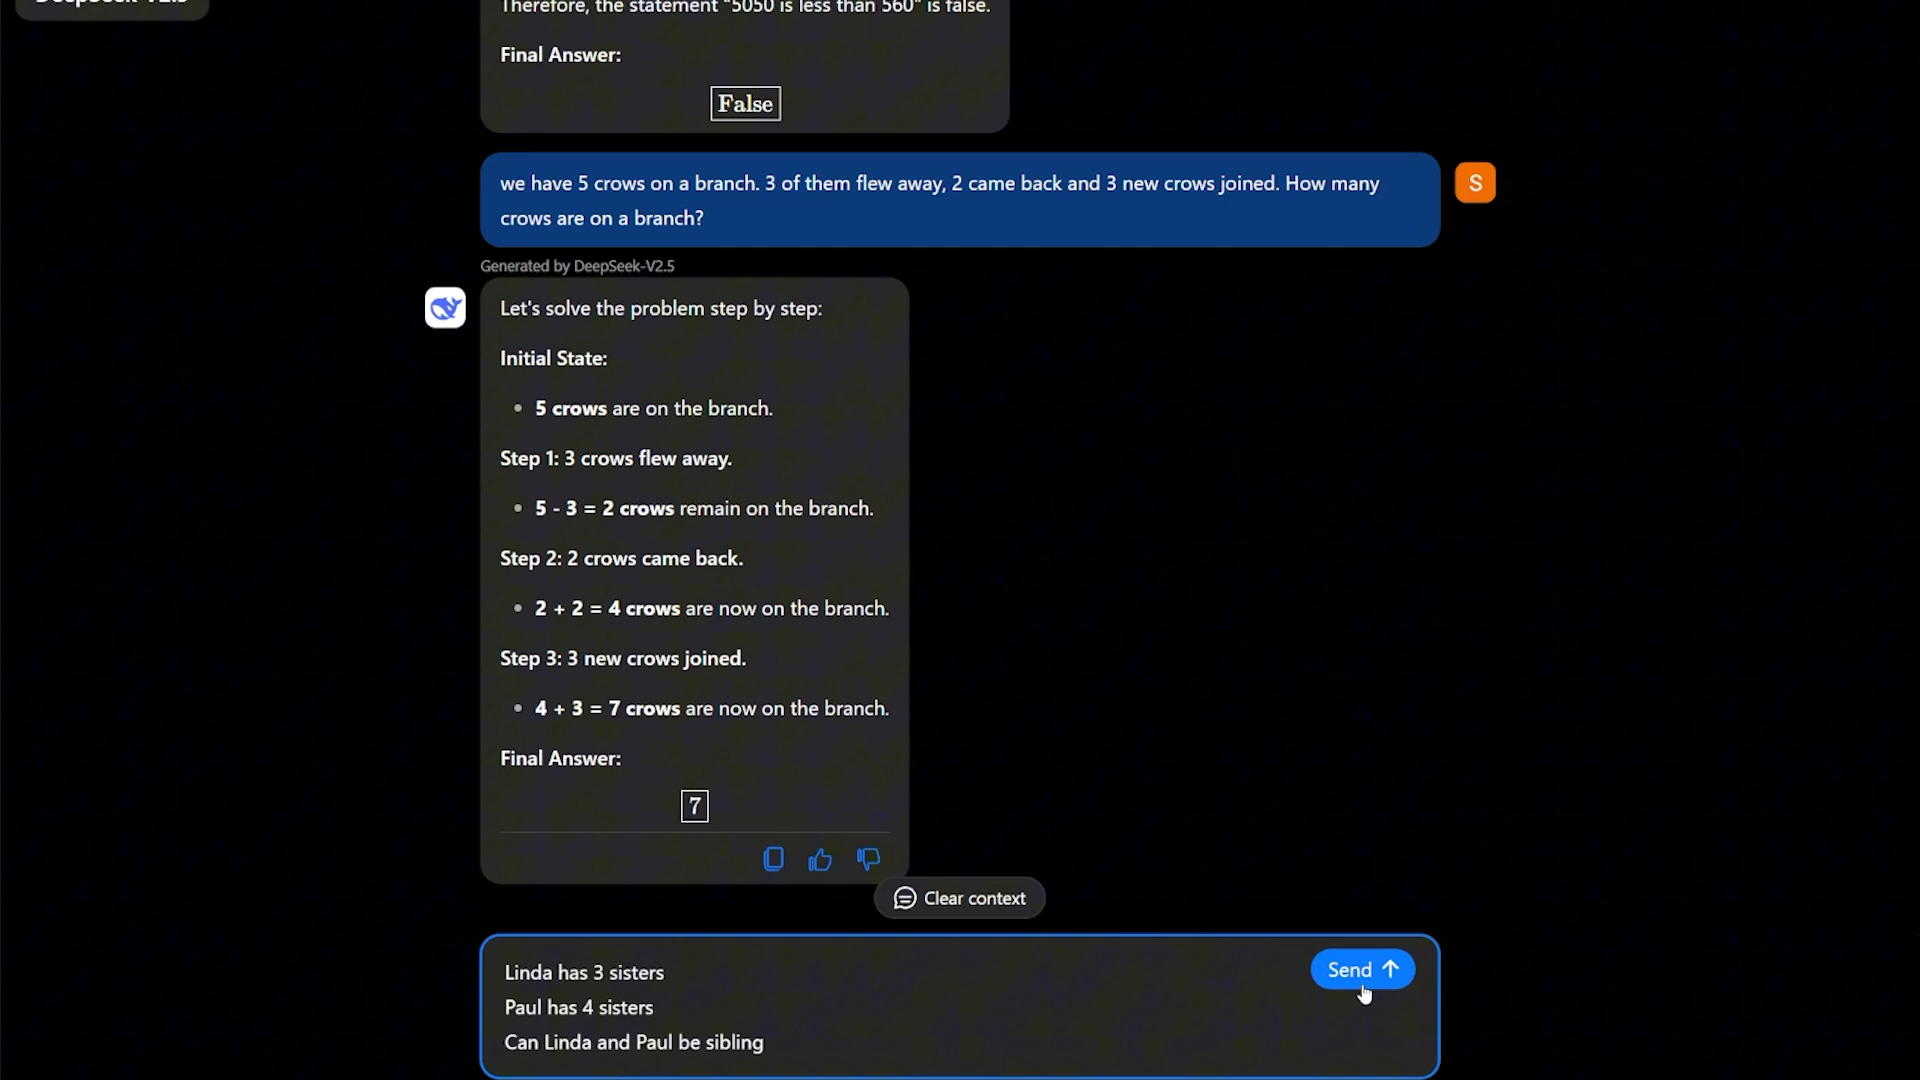 DeepSeek-V2.5
Therefore, the statement "5050 is less than 560" is false.
Final Answer:
False
we have 5 crows on a branch. 3 of them flew away, 2 came back and 3 new crows joined. How many
crows are on a branch?
S
Generated by DeepSeek-V2.5
Let's solve the problem step by step:
Initial State:
5 crows are on the branch.
Step 1: 3 crows flew away.
5 - 3 = 2 crows remain on the branch.
Step 2: 2 crows came back.
2 + 2 = 4 crows are now on the branch.
Step 3: 3 new crows joined.
4 + 3 = 7 crows are now on the branch.
Final Answer:
7
Clear context
Linda has 3 sisters
Send
Paul has 4 sisters
Can Linda and Paul be sibling